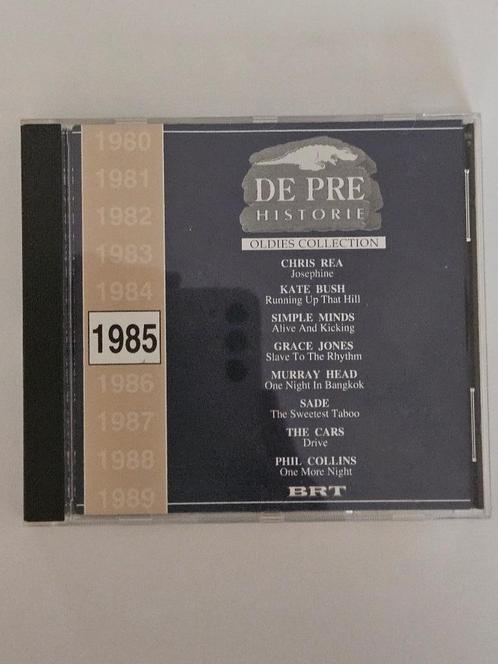 1980
1981
1982
1983
1984
1985
1986
1987
1988
1989
DE PRE
HISTORIE
OLDIES COLLECTION
CHRIS REA
Josephine
KATE BUSH
Running Up That Hill
SIMPLE MINDS
Alive And Kicking
GRACE JONES
Slave To The Rhythm
MURRAY HEAD
One Night In Bangkok
SADE
The Sweetest Taboo
THE CARS
Drive
PHIL COLLINS
One More Night
BRT